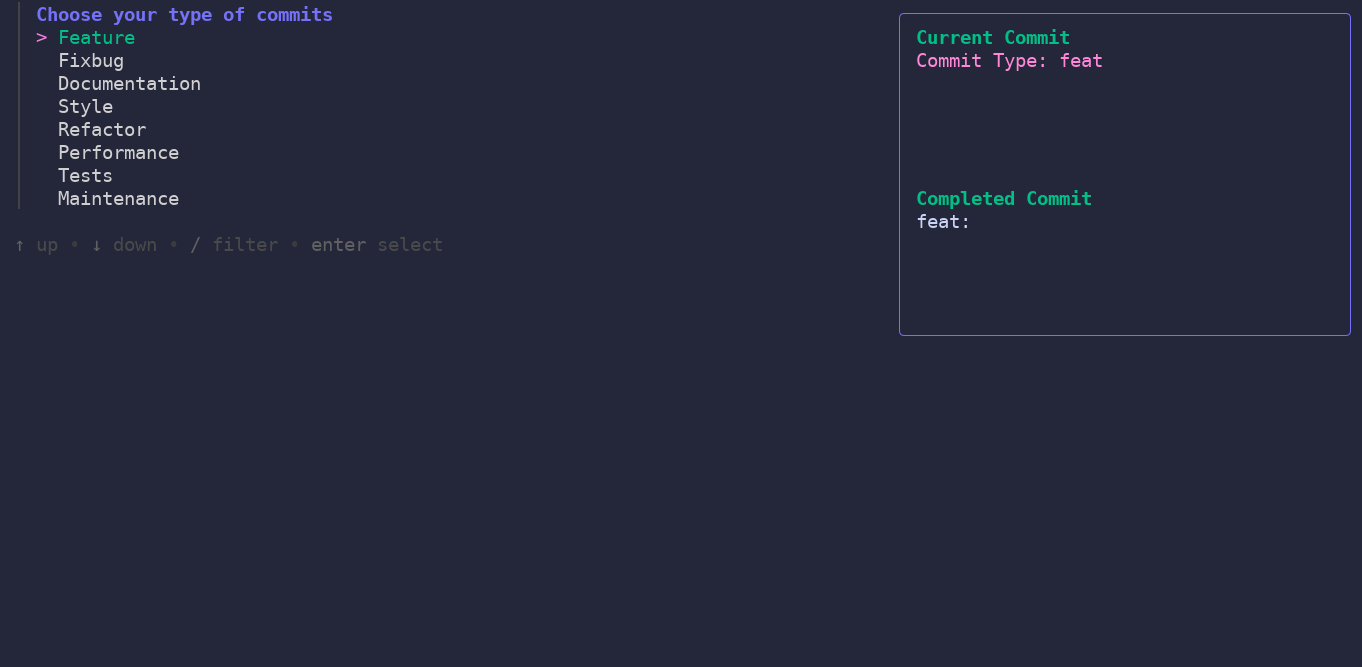 Choose your type of commits
> Feature
Fixbug
Documentation
Style
Refactor
Performance
Tests
Maintenance
↑ up • ↓ down • / filter • enter select
Current Commit
Commit Type: feat
Completed Commit
feat: